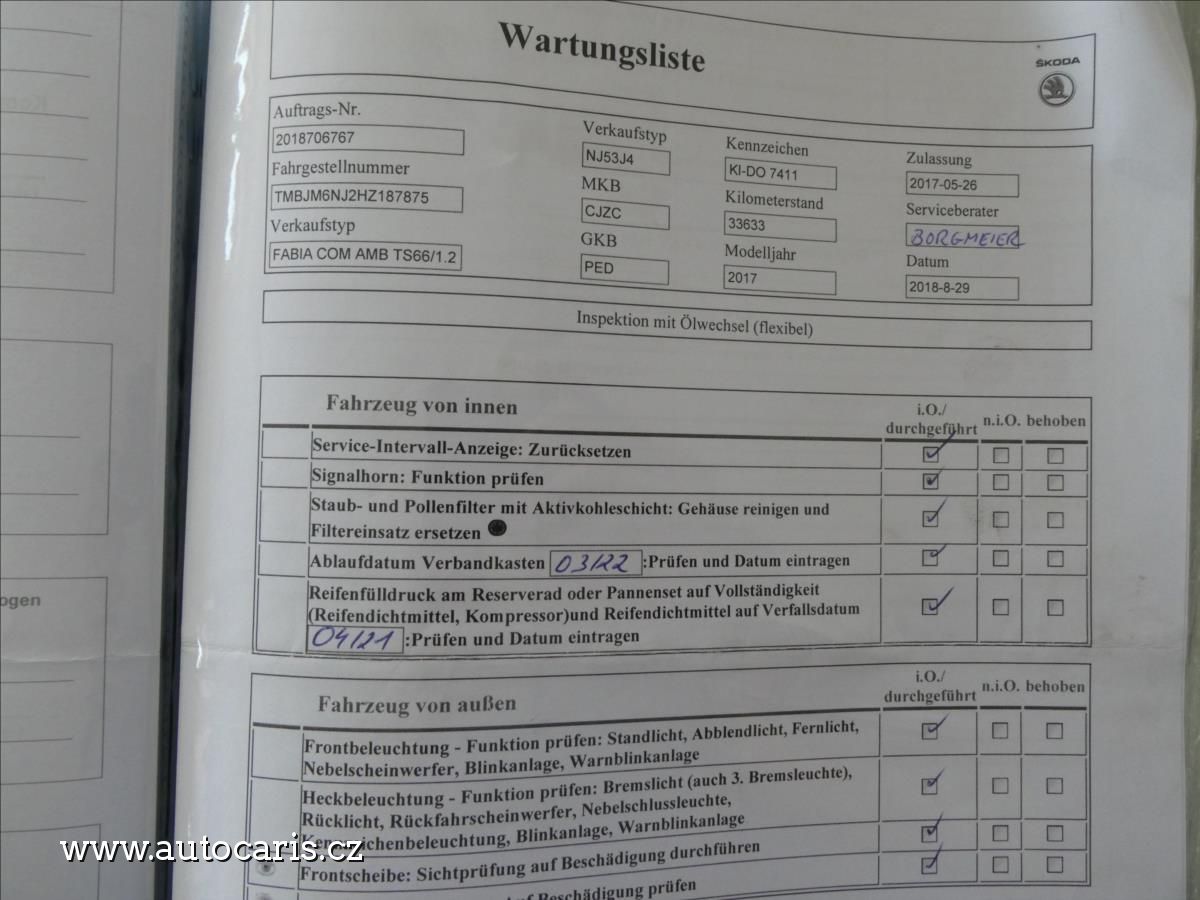 Wartungsliste
ŠKODA
Auftrags-Nr.
2018706767
Fahrgestellnummer
TMBJM6NJ2HZ187875
Verkaufstyp
FABIA COM AMB TS66/1.2
Verkaufstyp
NJ53J4
MKB
CJZC
GKB
PED
Kennzeichen
KI-DO 7411
Kilometerstand
33633
Modelljahr
2017
Zulassung
2017-05-26
Serviceberater
BORGMEIER
Datum
2018-8-29
Inspektion mit Ölwechsel (flexibel)
Fahrzeug von innen
i.O./
durchgeführt n.i.O. behoben
Service-Intervall-Anzeige: Zurücksetzen
Signalhorn: Funktion prüfen
Staub- und Pollenfilter mit Aktivkohleschicht: Gehäuse reinigen und
Filtereinsatz ersetzen
Ablaufdatum Verbandkasten 03/22 :Prüfen und Datum eintragen
Reifenfülldruck am Reserverad oder Pannenset auf Vollständigkeit
(Reifendichtmittel, Kompressor)und Reifendichtmittel auf Verfallsdatum
04/21 :Prüfen und Datum eintragen
ogen
Fahrzeug von außen
i.O./
durchgeführt n.i.O. behoben
Frontbeleuchtung - Funktion prüfen: Standlicht, Abblendlicht, Fernlicht,
Nebelscheinwerfer, Blinkanlage, Warnblinkanlage
Heckbeleuchtung - Funktion prüfen: Bremslicht (auch 3. Bremsleuchte),
Rücklicht, Rückfahrscheinwerfer, Nebelschlussleuchte,
Kennzeichenbeleuchtung, Blinkanlage, Warnblinkanlage
Frontscheibe: Sichtprüfung auf Beschädigung durchführen
Beschädigung prüfen
www.autocaris.cz